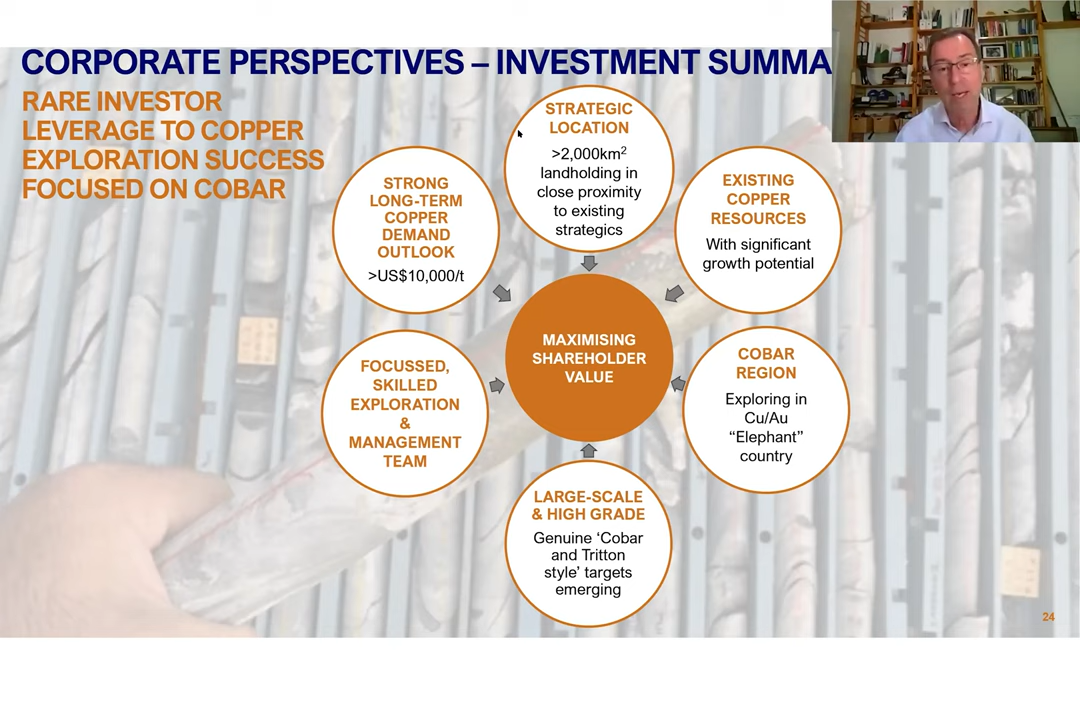 CORPORATE PERSPECTIVES – INVESTMENT SUMMA
RARE INVESTOR
LEVERAGE TO COPPER
EXPLORATION SUCCESS
FOCUSED ON COBAR
STRATEGIC
LOCATION
>2,000km²
landholding in
close proximity
to existing
strategics
STRONG
LONG-TERM
COPPER
DEMAND
OUTLOOK
>US$10,000/t
EXISTING
COPPER
RESOURCES
With significant
growth potential
MAXIMISING
SHAREHOLDER
VALUE
FOCUSSED,
SKILLED
EXPLORATION
&
MANAGEMENT
TEAM
COBAR
REGION
Exploring in
Cu/Au
“Elephant”
country
LARGE-SCALE
& HIGH GRADE
Genuine ‘Cobar
and Tritton
style’ targets
emerging
24